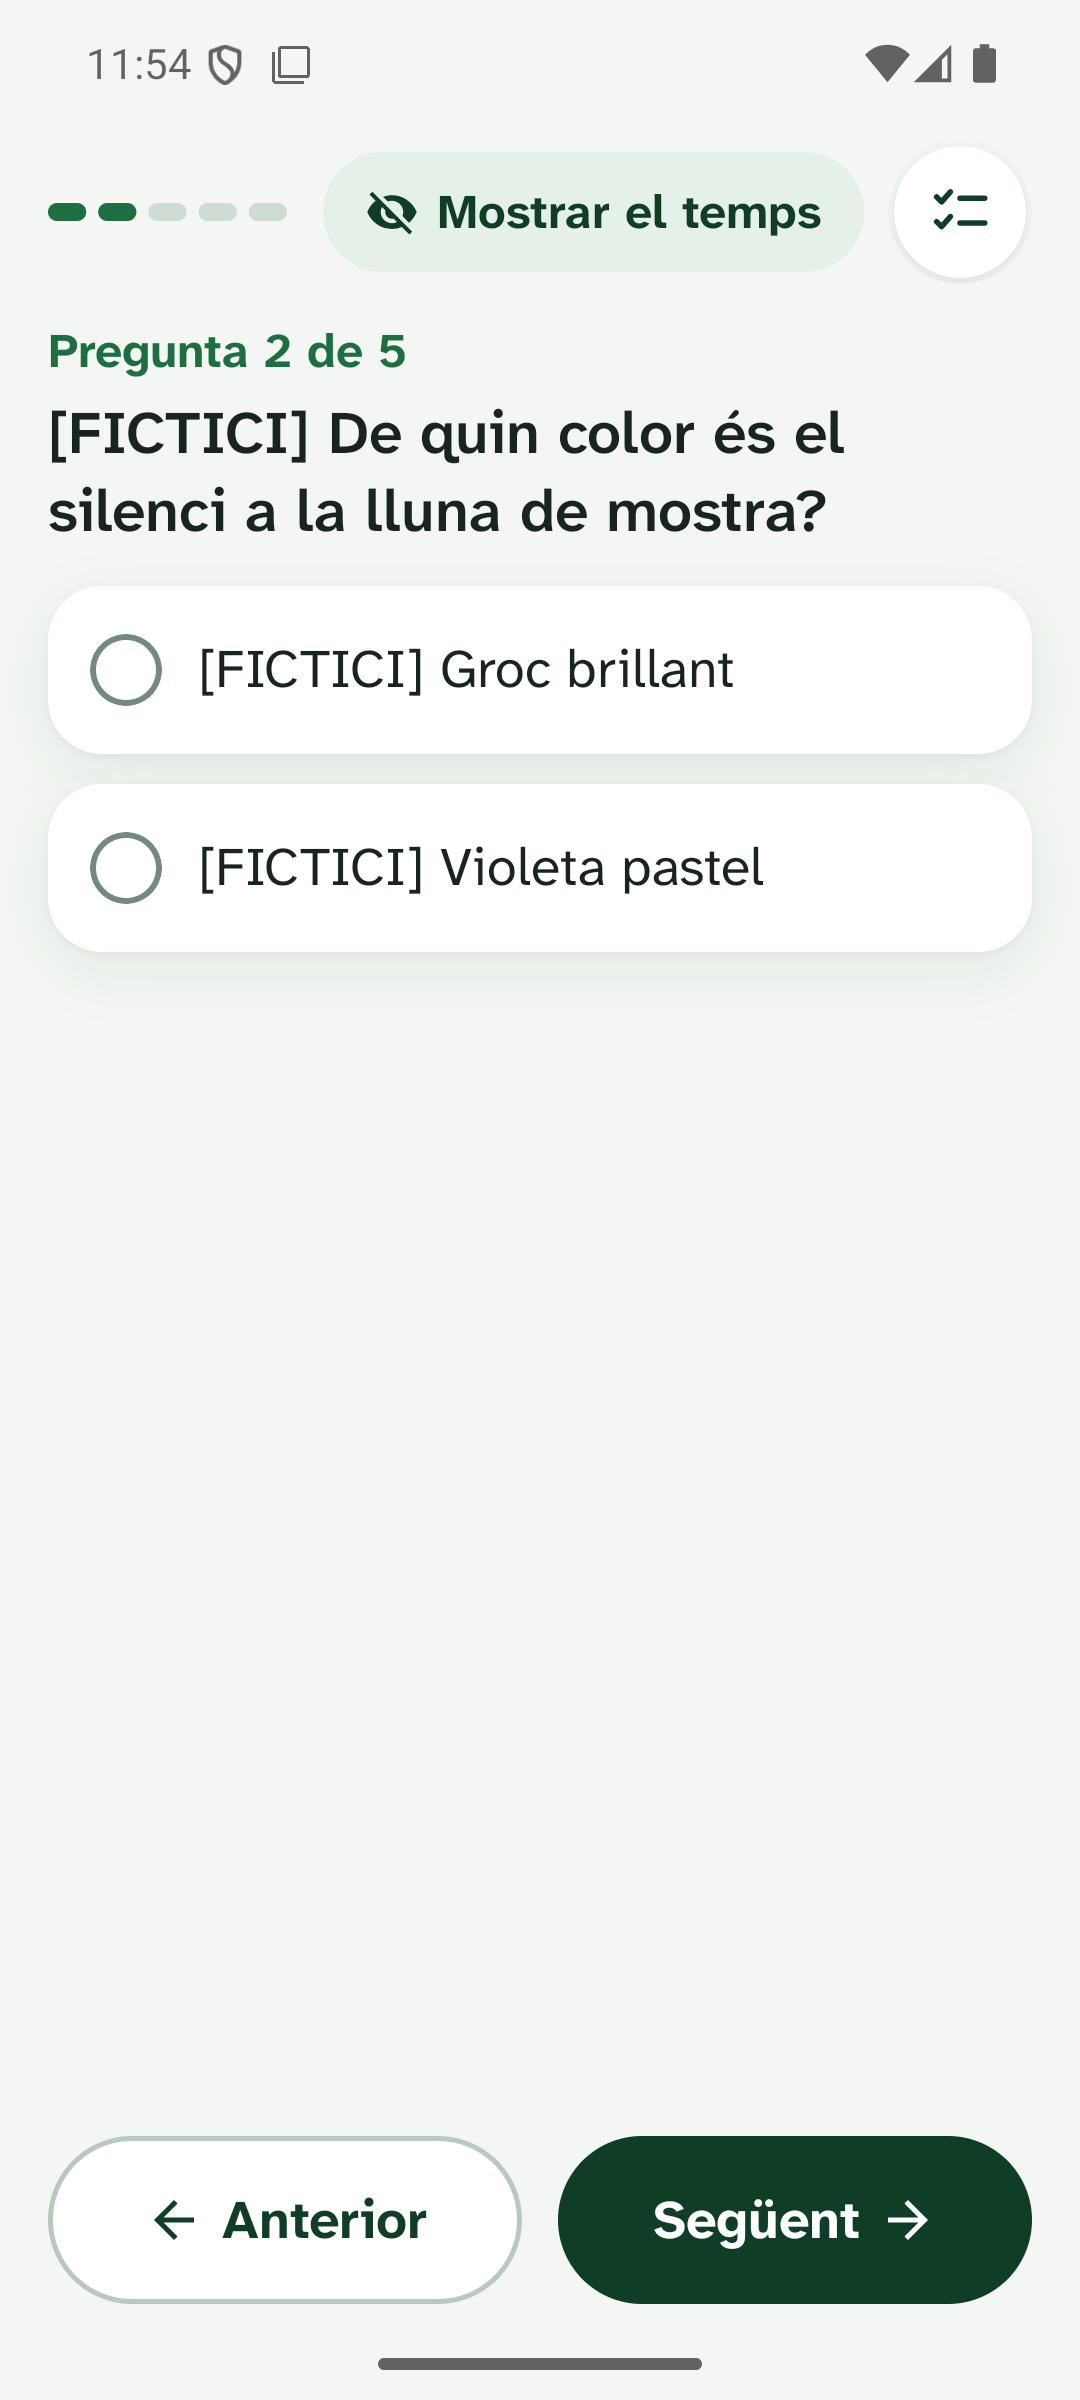 11:54
Mostrar el temps
Pregunta 2 de 5
[FICTICI] De quin color és el
silenci a la lluna de mostra?
[FICTICI] Groc brillant
[FICTICI] Violeta pastel
Anterior
Següent